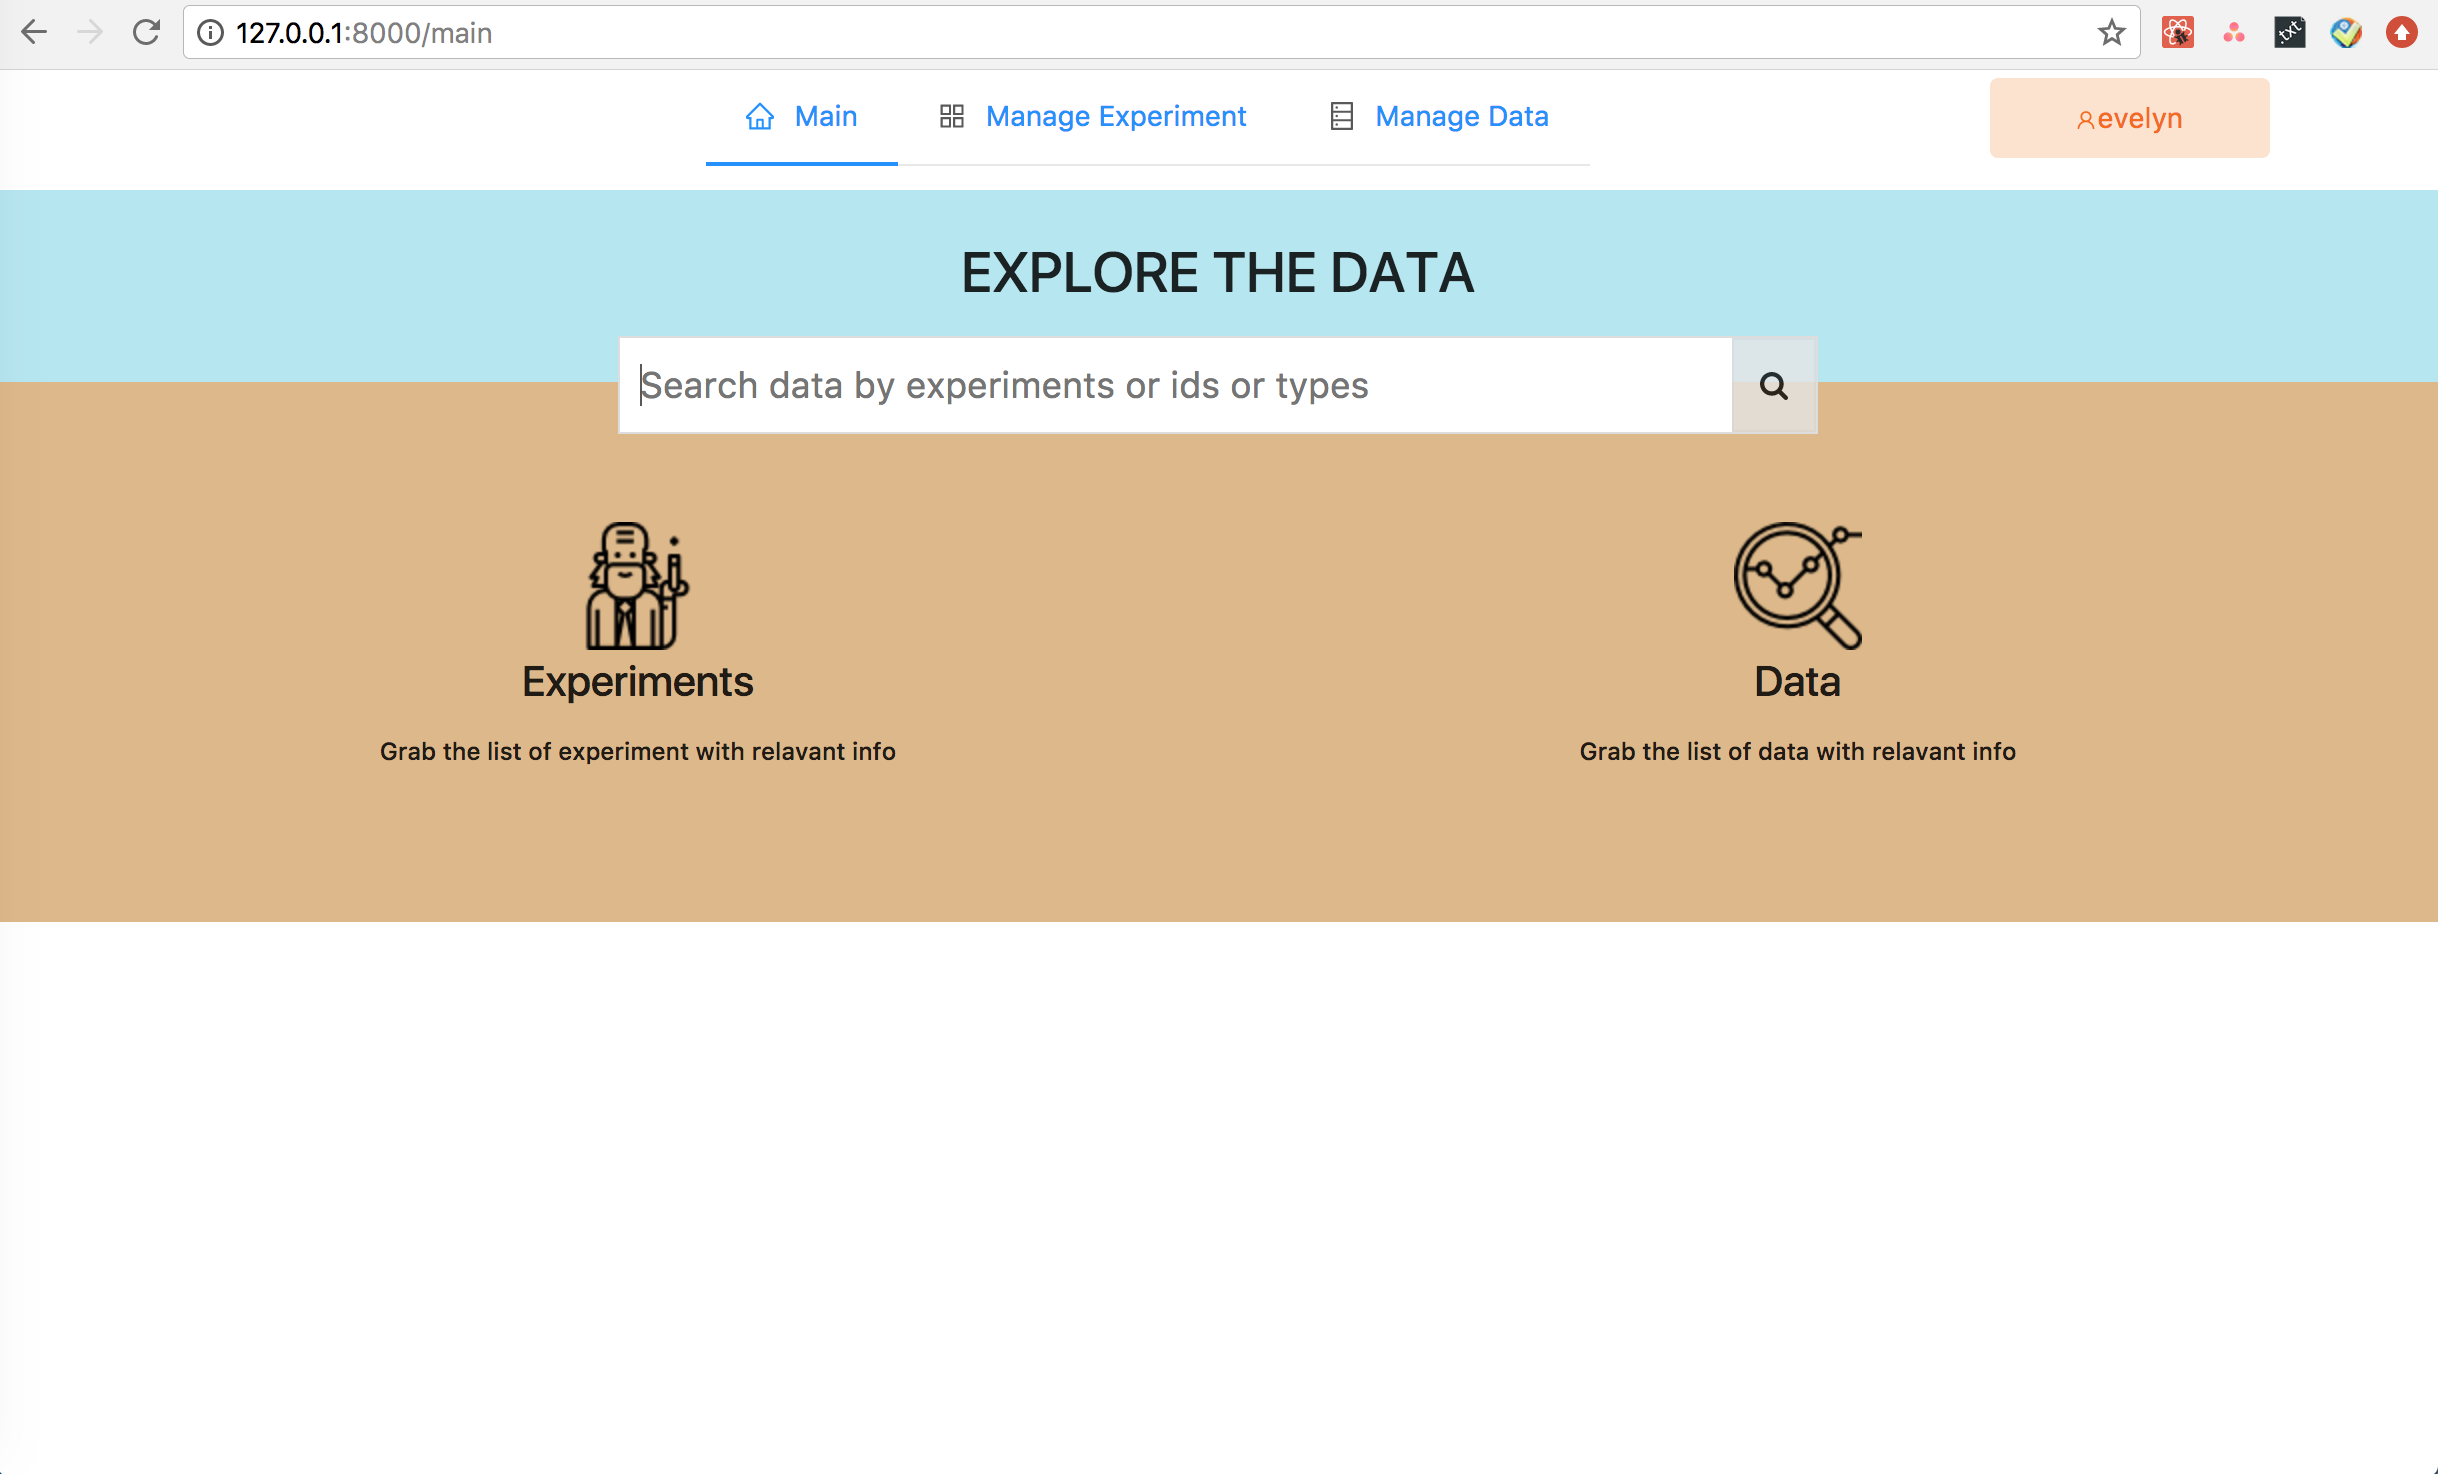 127.0.0.1:8000/main
.txt
Main Manage Experiment Manage Data evelyn
EXPLORE THE DATA
Search data by experiments or ids or types
Experiments Data
Grab the list of experiment with relavant info Grab the list of data with relavant info